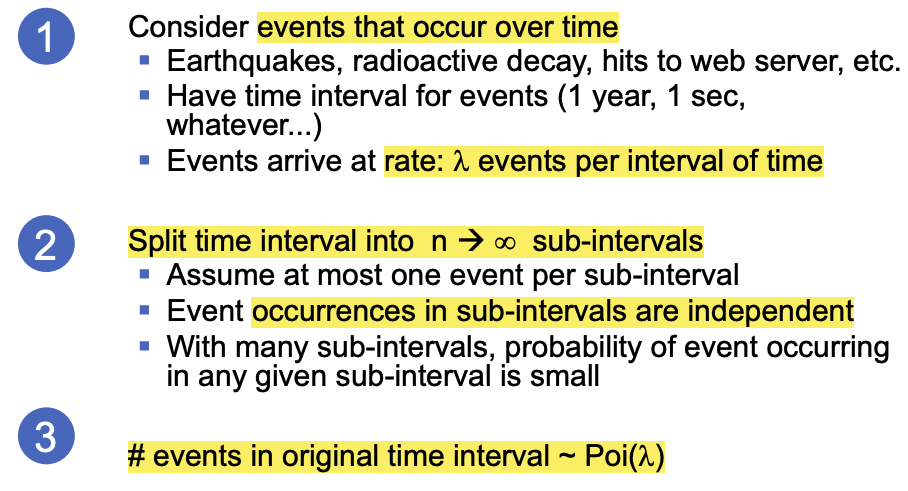 1
Consider events that occur over time
▪ Earthquakes, radioactive decay, hits to web server, etc.
▪ Have time interval for events (1 year, 1 sec,
whatever...)
▪ Events arrive at rate: λ events per interval of time
2
Split time interval into n → ∞ sub-intervals
▪ Assume at most one event per sub-interval
▪ Event occurrences in sub-intervals are independent
▪ With many sub-intervals, probability of event occurring
in any given sub-interval is small
3
# events in original time interval ~ Poi(λ)